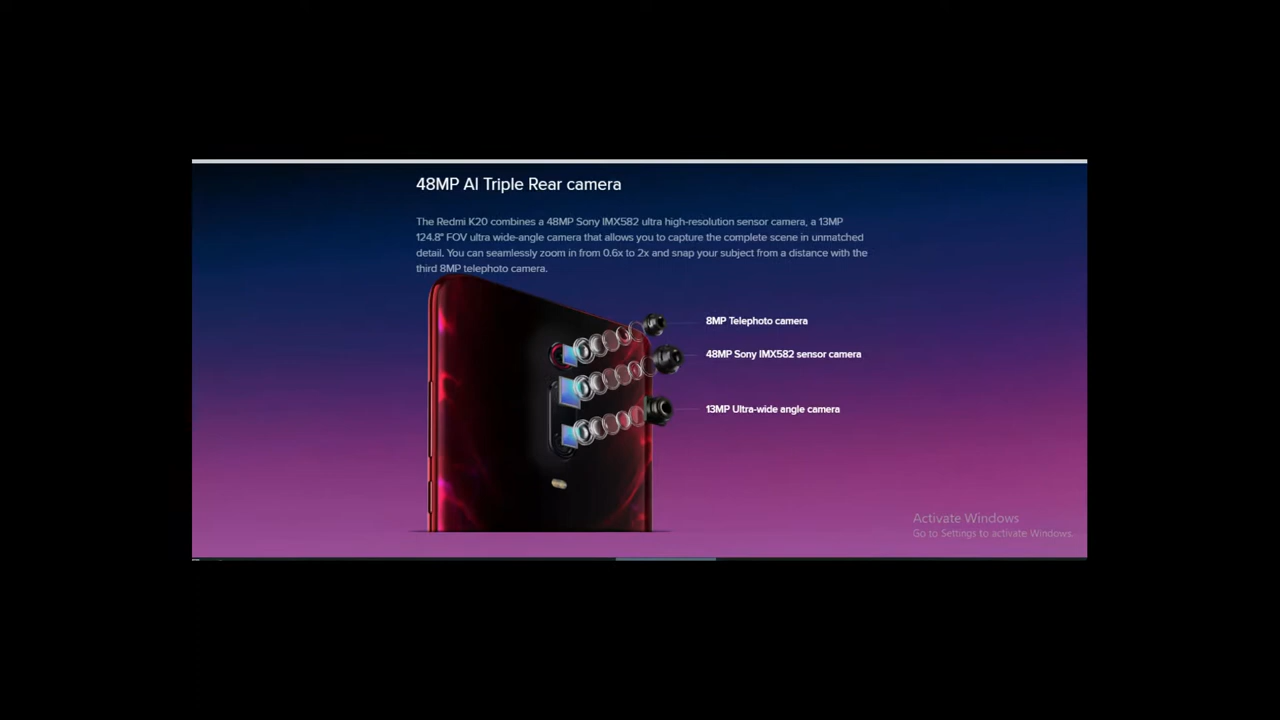 48MP AI Triple Rear camera
The Redmi K20 combines a 48MP Sony IMX582 ultra high-resolution sensor camera, a 13MP
124.8° FOV ultra wide-angle camera that allows you to capture the complete scene in unmatched
detail. You can seamlessly zoom in from 0.6x to 2x and snap your subject from a distance with the
third 8MP telephoto camera.
8MP Telephoto camera
48MP Sony IMX582 sensor camera
13MP Ultra-wide angle camera
Activate Windows
Go to Settings to activate Windows.